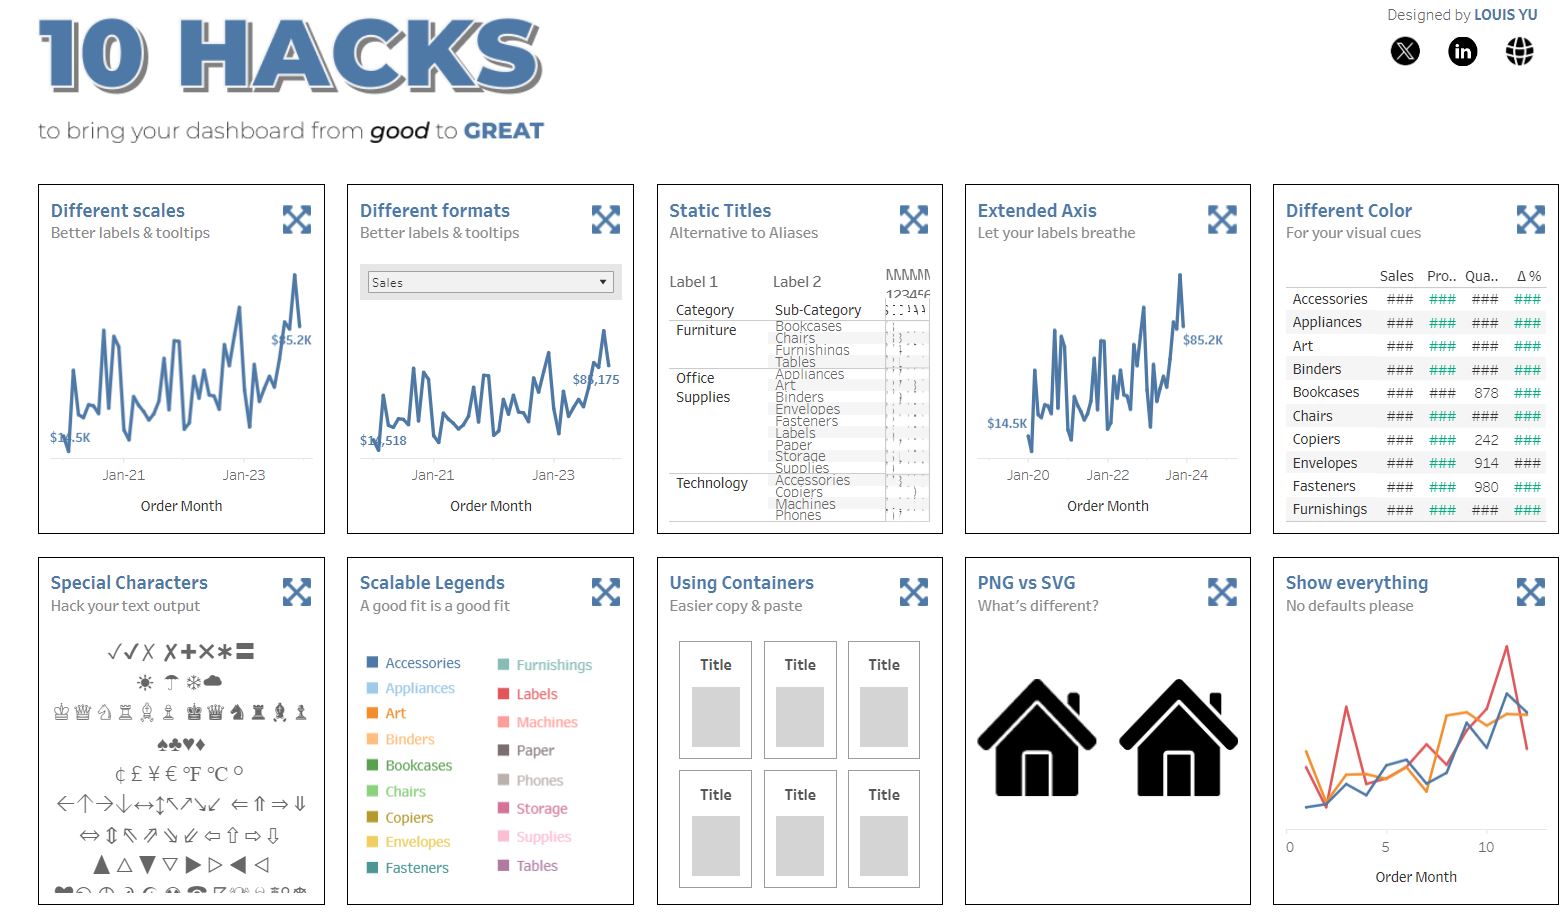 10 HACKS
to bring your dashboard from good to GREAT
Designed by LOUIS YU
Different scales
Better labels & tooltips
$85.2K
$14.5K
Jan-21 Jan-23
Order Month
Different formats
Better labels & tooltips
Sales
$85,175
$14,518
Jan-21 Jan-23
Order Month
Static Titles
Alternative to Aliases
Label 1 Label 2
Category Sub-Category
Furniture Bookcases
Chairs
Furnishings
Tables
Office Supplies Appliances
Art
Binders
Envelopes
Fasteners
Labels
Paper
Storage
Supplies
Technology Accessories
Copiers
Machines
Phones
Extended Axis
Let your labels breathe
$85.2K
$14.5K
Jan-20 Jan-22 Jan-24
Order Month
Different Color
For your visual cues
Sales Pro.. Qua.. Δ %
Accessories ### ### ### ###
Appliances ### ### ### ###
Art ### ### ### ###
Binders ### ### ### ###
Bookcases ### ### 878 ###
Chairs ### ### ### ###
Copiers ### ### 242 ###
Envelopes ### ### 914 ###
Fasteners ### ### 980 ###
Furnishings ### ### ### ###
Special Characters
Hack your text output
✓✔✗ ✘✚✕✱〓
☀ ☂ ❄☁
♔♕♘♖♗♙ ♚♛♞♜♝♟
♠♣♥♦
¢ £ ¥ € ℉ ℃ °
←↑→↓↔↕↖↗↘↙ ⇐⇑⇒⇓
⇔⇕⇖⇗⇘⇙⇦⇧⇨⇩
▲△▼▽▶▷◀◁
Scalable Legends
A good fit is a good fit
Accessories
Appliances
Art
Binders
Bookcases
Chairs
Copiers
Envelopes
Fasteners
Furnishings
Labels
Machines
Paper
Phones
Storage
Supplies
Tables
Using Containers
Easier copy & paste
Title Title Title
Title Title Title
PNG vs SVG
What's different?
Show everything
No defaults please
0 5 10
Order Month